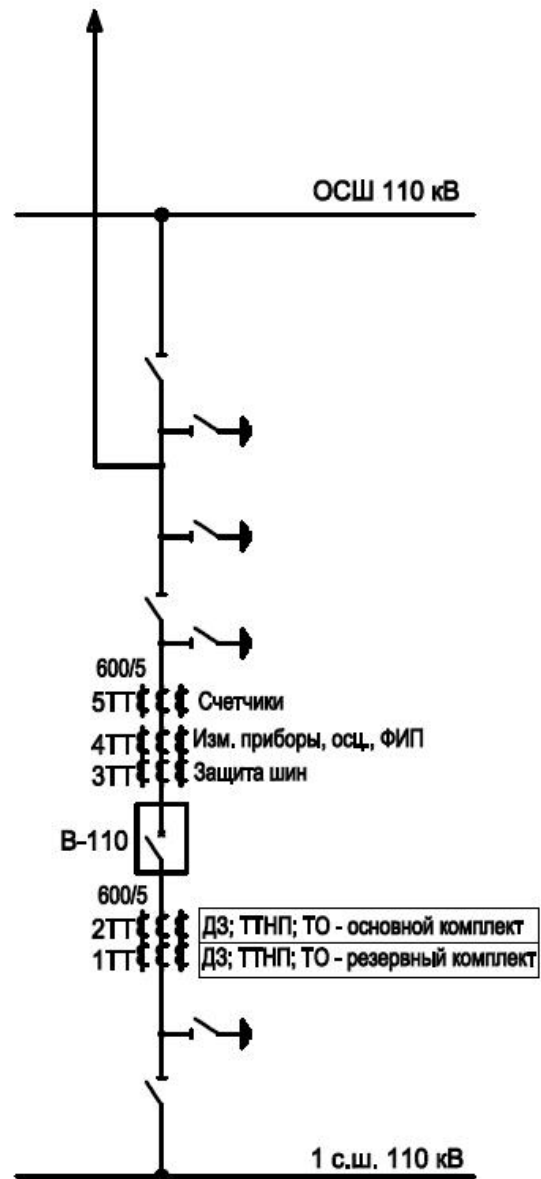 ОСШ 110 кВ
600/5
5ТТ Счетчики
4ТТ Изм. приборы, осц., ФИП
3ТТ Защита шин
В-110
600/5
2ТТ ДЗ; ТТНП; ТО - основной комплект
1ТТ ДЗ; ТТНП; ТО - резервный комплект
1 с.ш. 110 кВ